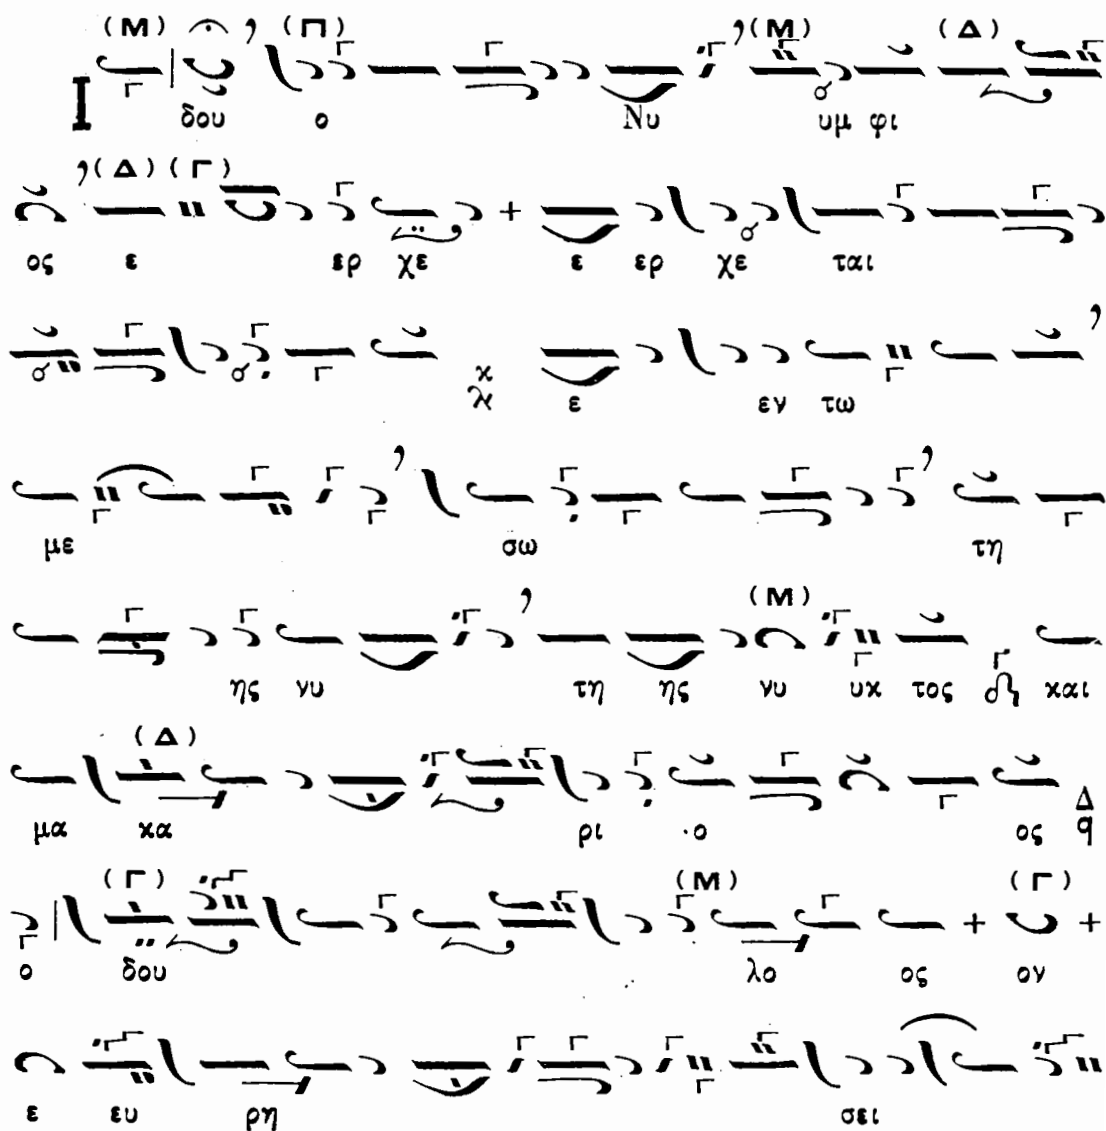 (Μ) (Π) (Μ) (Δ)
Ι δου ο Νυ υμ φι
(Δ) (Γ)
ος ε ερ χε ε ερ χε ται
ε εν τω
με σω τη
(Μ)
ης νυ τη ης νυ υκ τος και
(Δ)
μα κα ρι ο ος Δ
(Γ) (Μ) (Γ)
ο δου λο ος ον
ε ευ ρη σει